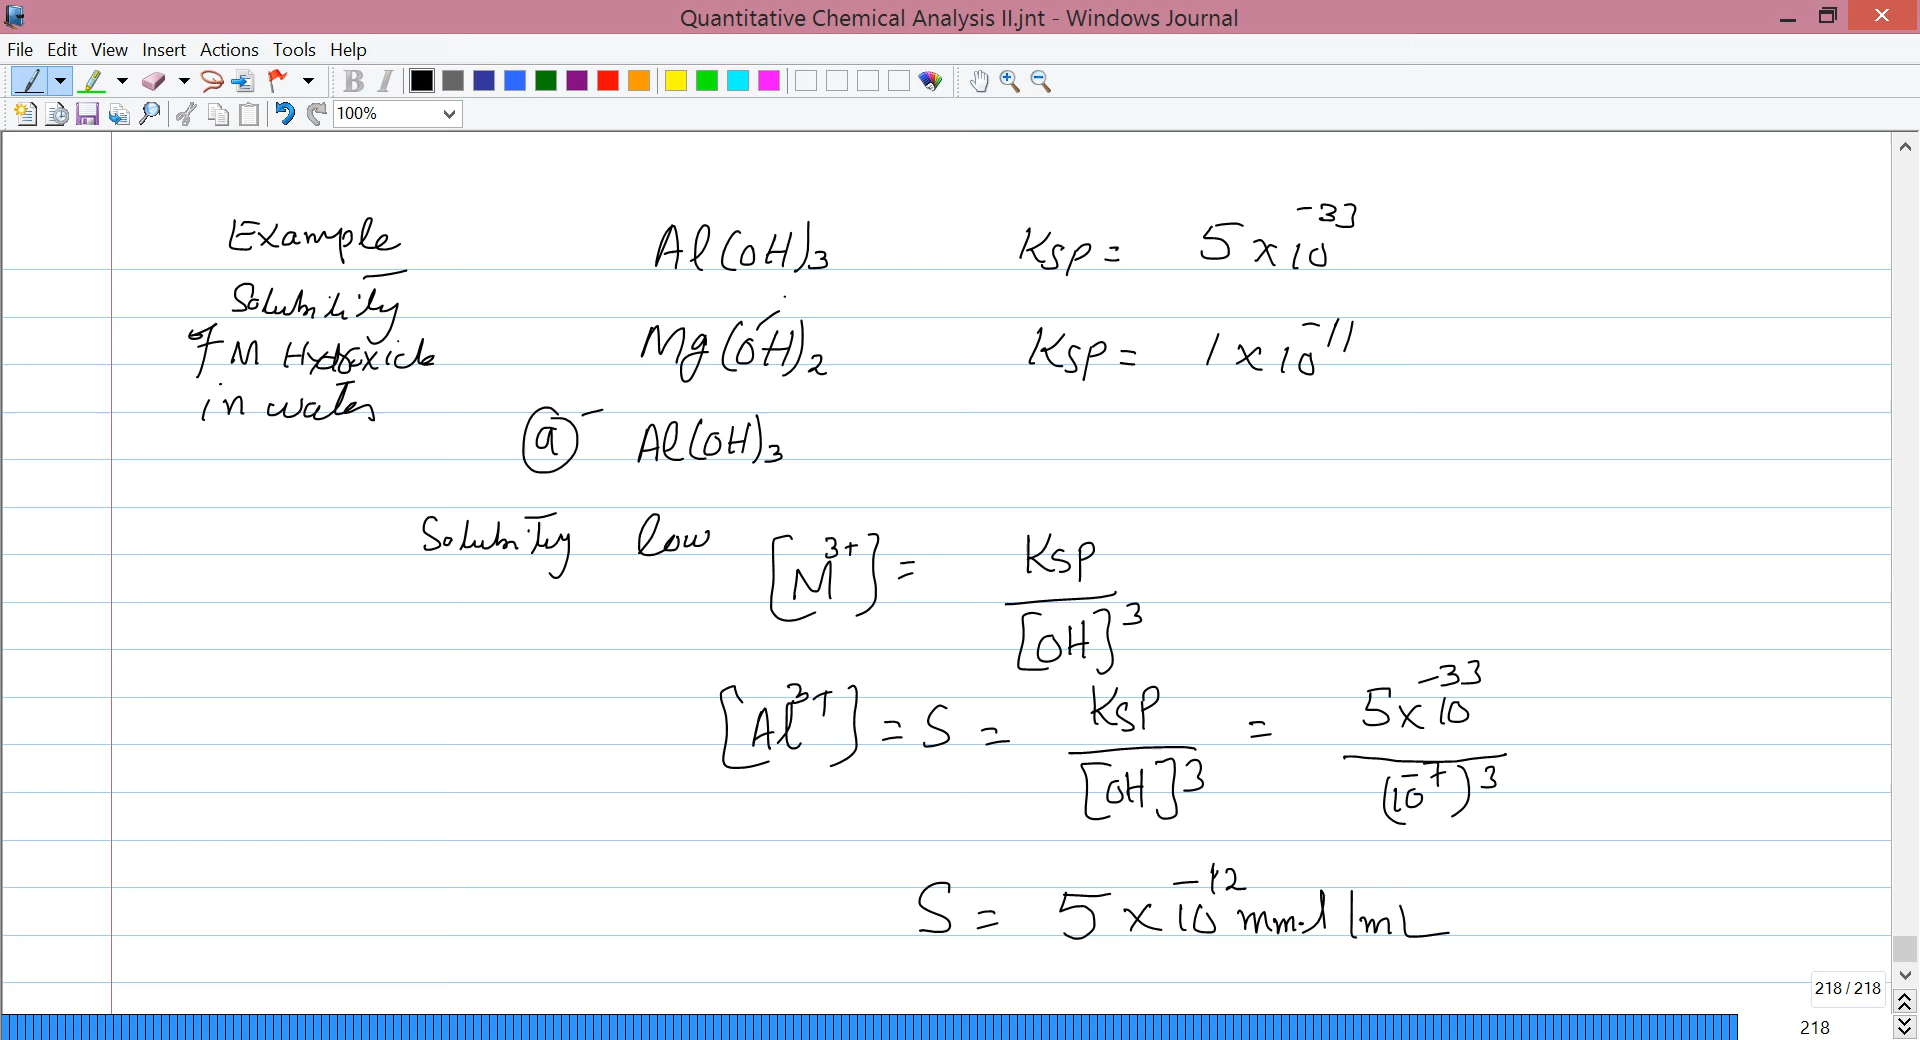 Quantitative Chemical Analysis II.jnt - Windows Journal
File Edit View Insert Actions Tools Help
100%
Example Al(OH)3 Ksp = 5 x 10^-33
Solubility
of M Hydroxide Mg(OH)2 Ksp = 1 x 10^-11
in water
(a) Al(OH)3
Solubility low [M^3+] = Ksp / [OH]^3
[Al^3+] = S = Ksp / [OH]^3 = 5 x 10^-33 / (10^-7)^3
S = 5 x 10^-12 mmol/mL
218 / 218
218